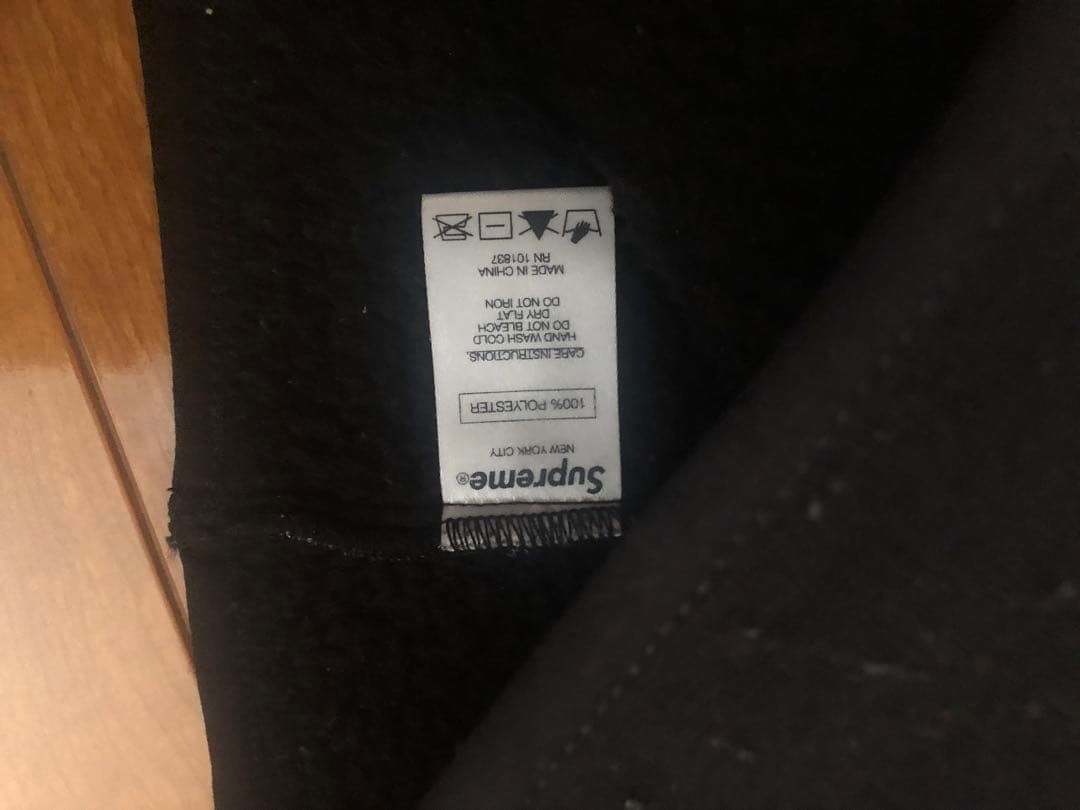 Supreme®
NEW YORK CITY
100% POLYESTER
CARE INSTRUCTIONS.
HAND WASH COLD
DO NOT BLEACH
DRY FLAT
DO NOT IRON
MADE IN CHINA
RN 101837